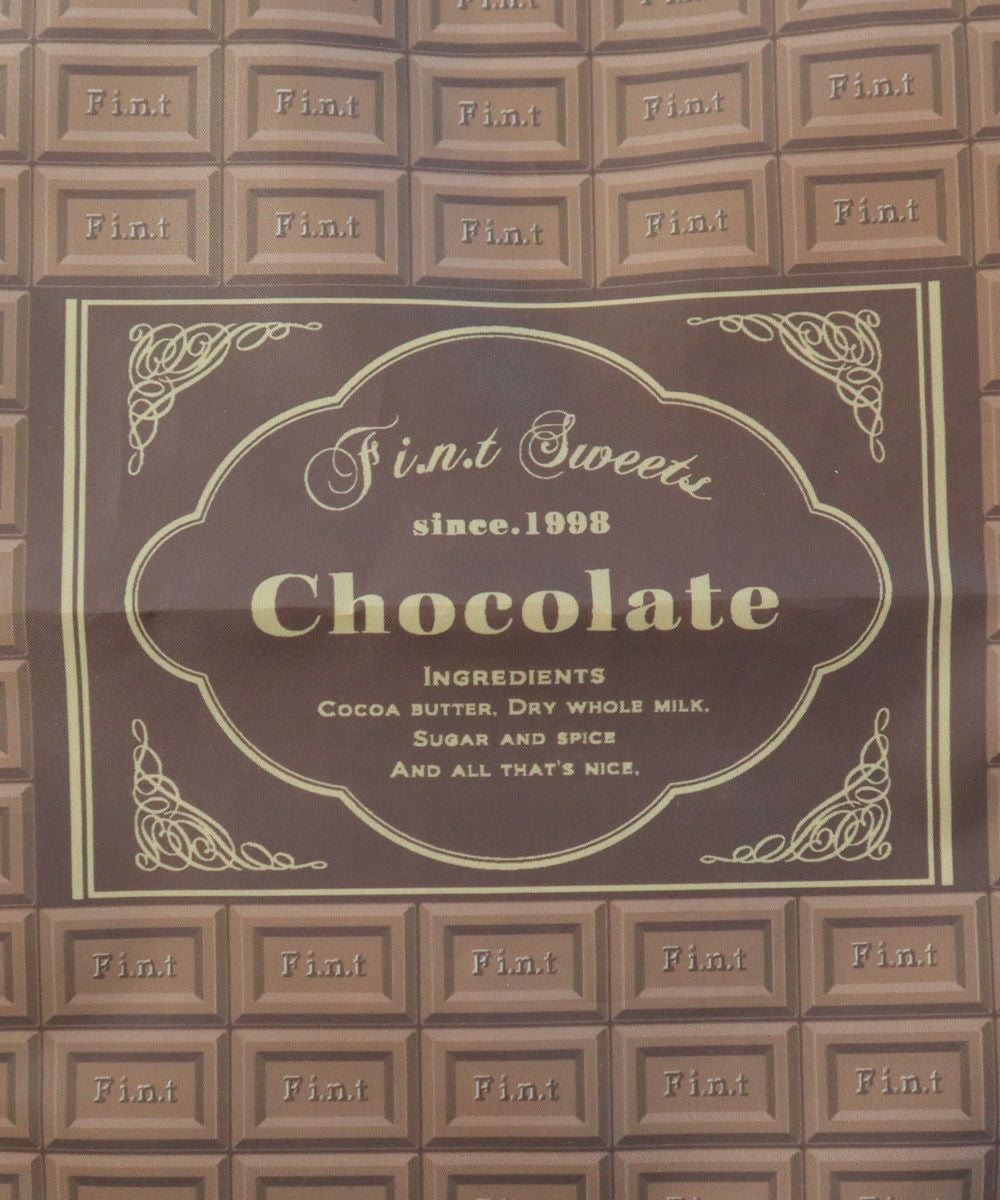 F.i.n.t
F.i.n.t F.i.n.t F.i.n.t F.i.n.t F.i.n.t
F.i.n.t F.i.n.t F.i.n.t F.i.n.t F.i.n.t
F.i.n.t Sweets
since.1998
Chocolate
INGREDIENTS
COCOA BUTTER, DRY WHOLE MILK,
SUGAR AND SPICE
AND ALL THAT'S NICE.
F.i.n.t F.i.n.t F.i.n.t F.i.n.t F.i.n.t
F.i.n.t F.i.n.t F.i.n.t F.i.n.t F.i.n.t